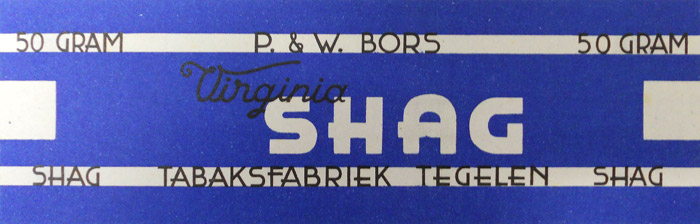 50 GRAM P. & W. BORS 50 GRAM
Virginia
SHAG
SHAG TABAKSFABRIEK TEGELEN SHAG